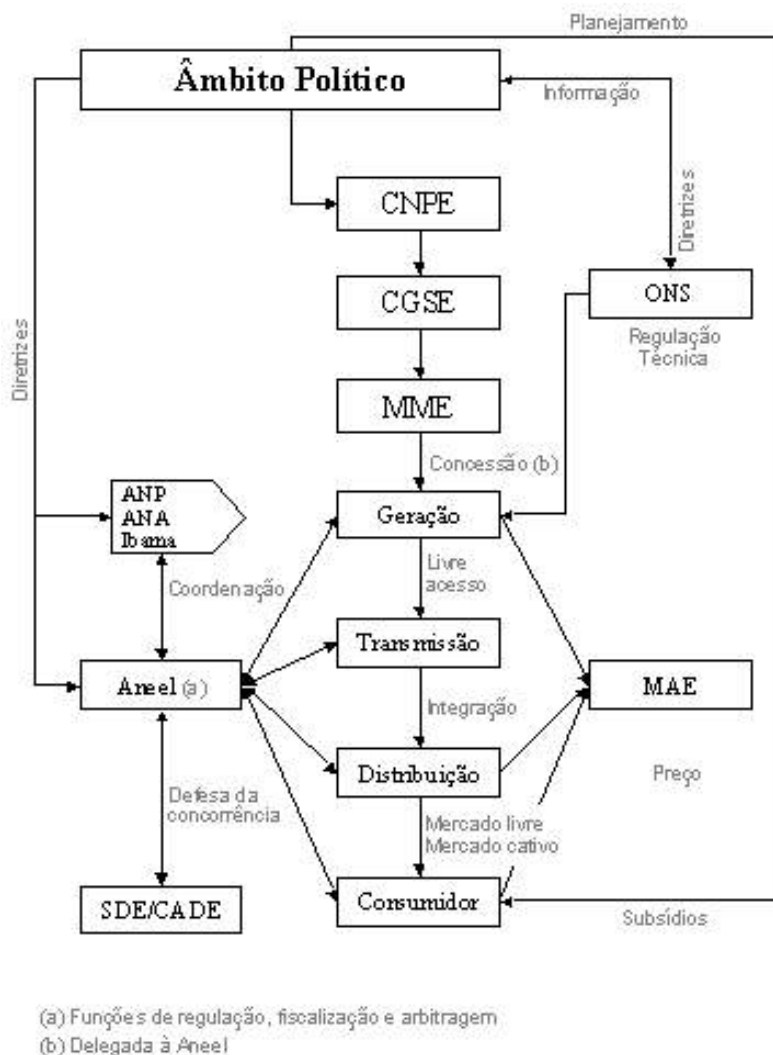 Planejamento
Âmbito Político
Informação
CNPE
Diretrizes
CGSE
ONS
Diretrizes
Regulação
Técnica
MME
Concessão (b)
ANP
ANA
Ibama
Geração
Livre
acesso
Coordenação
Transmissão
Aneel (a)
MAE
Integração
Distribuição
Preço
Defesa da
concorrência
Mercado livre
Mercado cativo
SDE/CADE
Consumidor
Subsídios
(a) Funções de regulação, fiscalização e arbitragem
(b) Delegada à Aneel